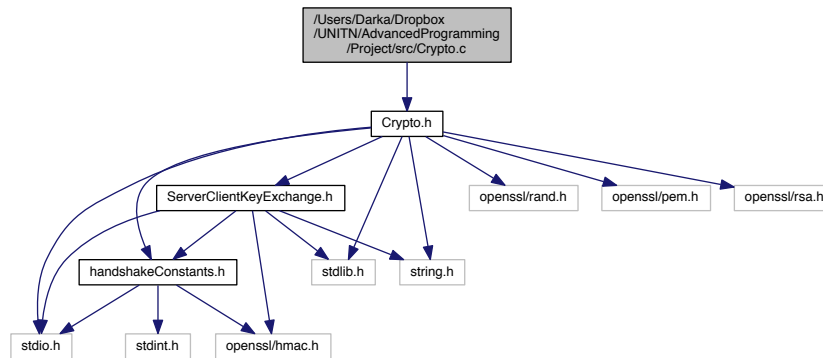 /Users/Darka/Dropbox
/UNITN/AdvancedProgramming
/Project/src/Crypto.c
Crypto.h
ServerClientKeyExchange.h
openssl/rand.h
openssl/pem.h
openssl/rsa.h
handshakeConstants.h
stdlib.h
string.h
stdio.h
stdint.h
openssl/hmac.h